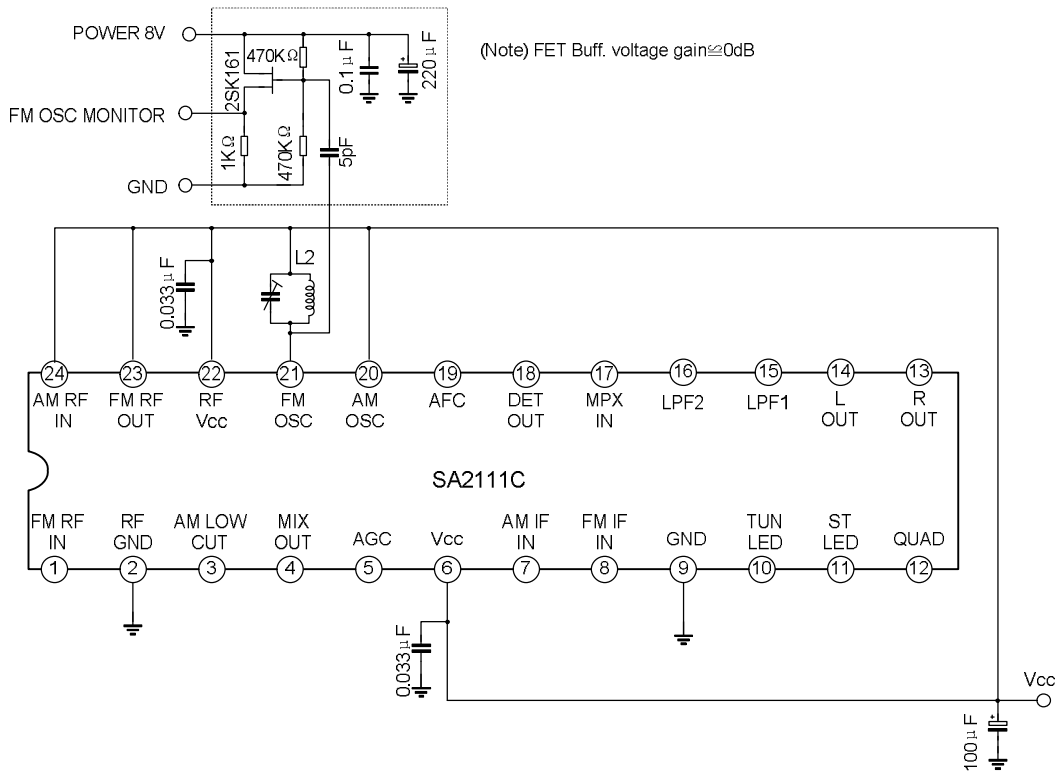 POWER 8V
FM OSC MONITOR
GND
2SK161
470KΩ
1KΩ
470KΩ
5pF
0.1μF
220μF
+
(Note) FET Buff. voltage gain≦0dB
0.033μF
L2
24
23
22
21
20
19
18
17
16
15
14
13
AM RF
IN
FM RF
OUT
RF
Vcc
FM
OSC
AM
OSC
AFC
DET
OUT
MPX
IN
LPF2
LPF1
L
OUT
R
OUT
SA2111C
FM RF
IN
RF
GND
AM LOW
CUT
MIX
OUT
AGC
Vcc
AM IF
IN
FM IF
IN
GND
TUN
LED
ST
LED
QUAD
1
2
3
4
5
6
7
8
9
10
11
12
0.033μF
Vcc
+
100μF